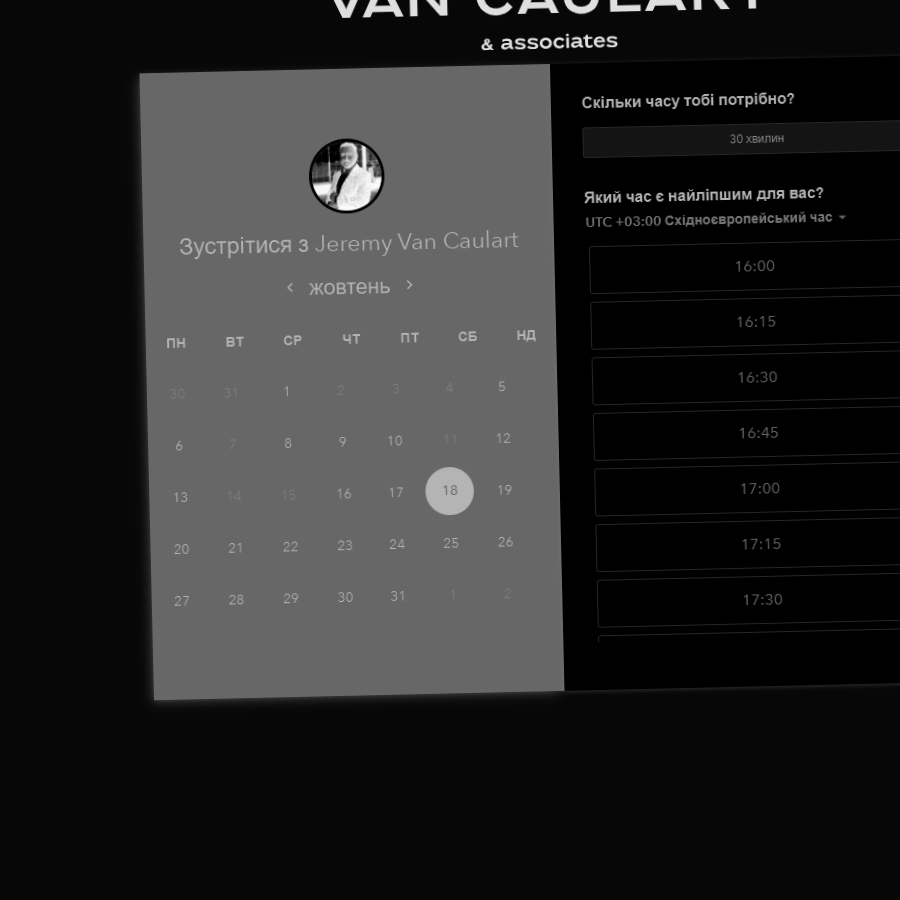 VAN CAULART
& associates
Зустрітися з Jeremy Van Caulart
жовтень
ПН ВТ СР ЧТ ПТ СБ НД
30 31 1 2 3 4 5
6 7 8 9 10 11 12
13 14 15 16 17 18 19
20 21 22 23 24 25 26
27 28 29 30 31 1 2
Скільки часу тобі потрібно?
30 хвилин
Який час є найліпшим для вас?
UTC +03:00 Східноєвропейський час
16:00
16:15
16:30
16:45
17:00
17:15
17:30